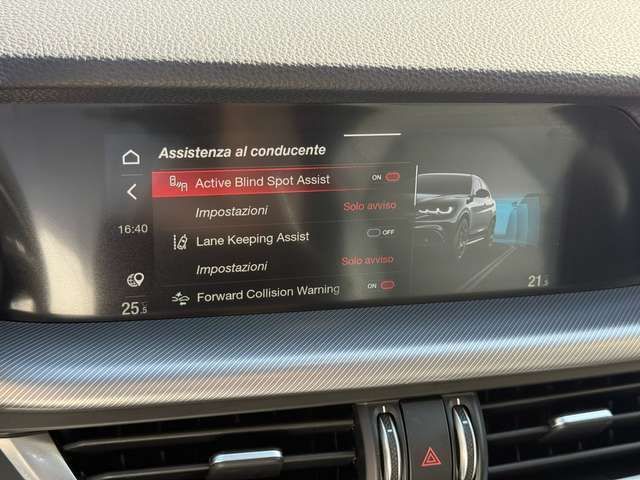 Assistenza al conducente
Active Blind Spot Assist ON
Impostazioni Solo avviso
16:40
Lane Keeping Assist OFF
Impostazioni Solo avviso
Forward Collision Warning ON
25.5
21.5